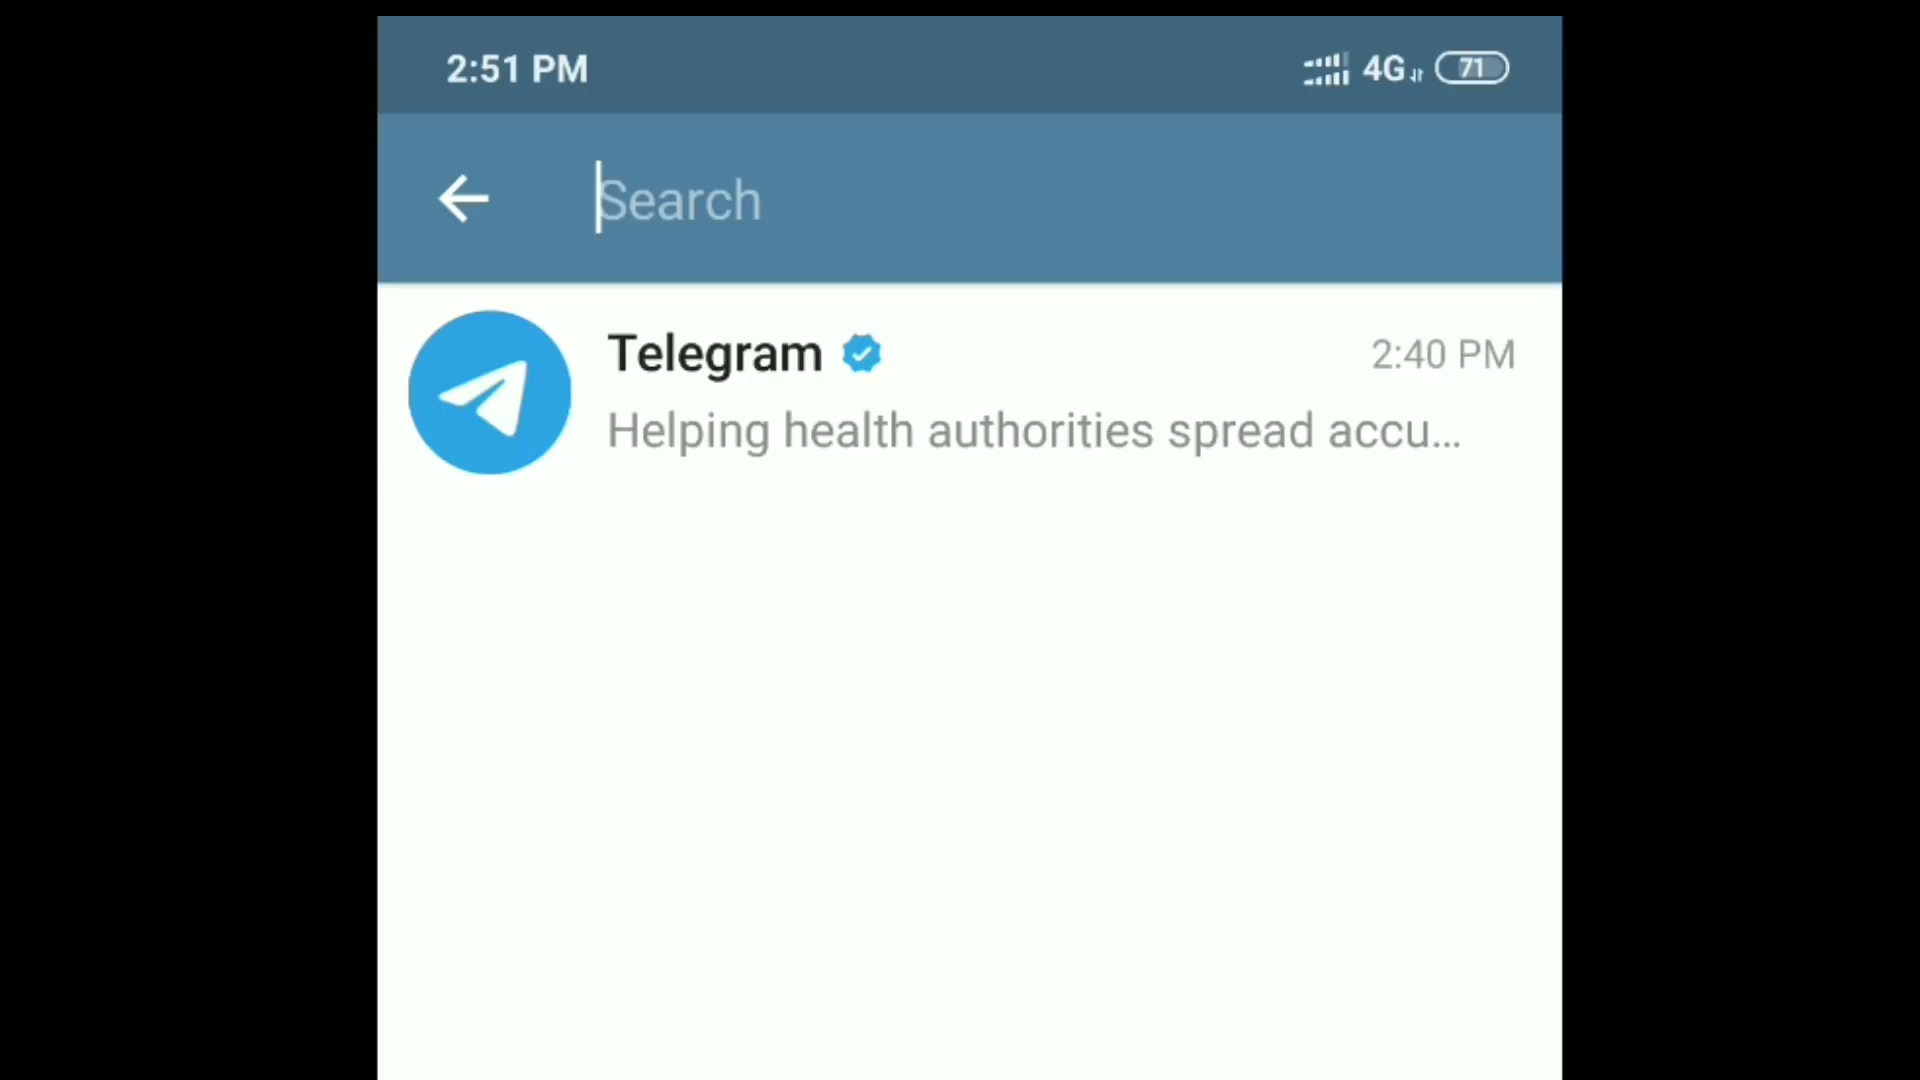 2:51 PM 4G 71
Search
Telegram 2:40 PM
Helping health authorities spread accu...